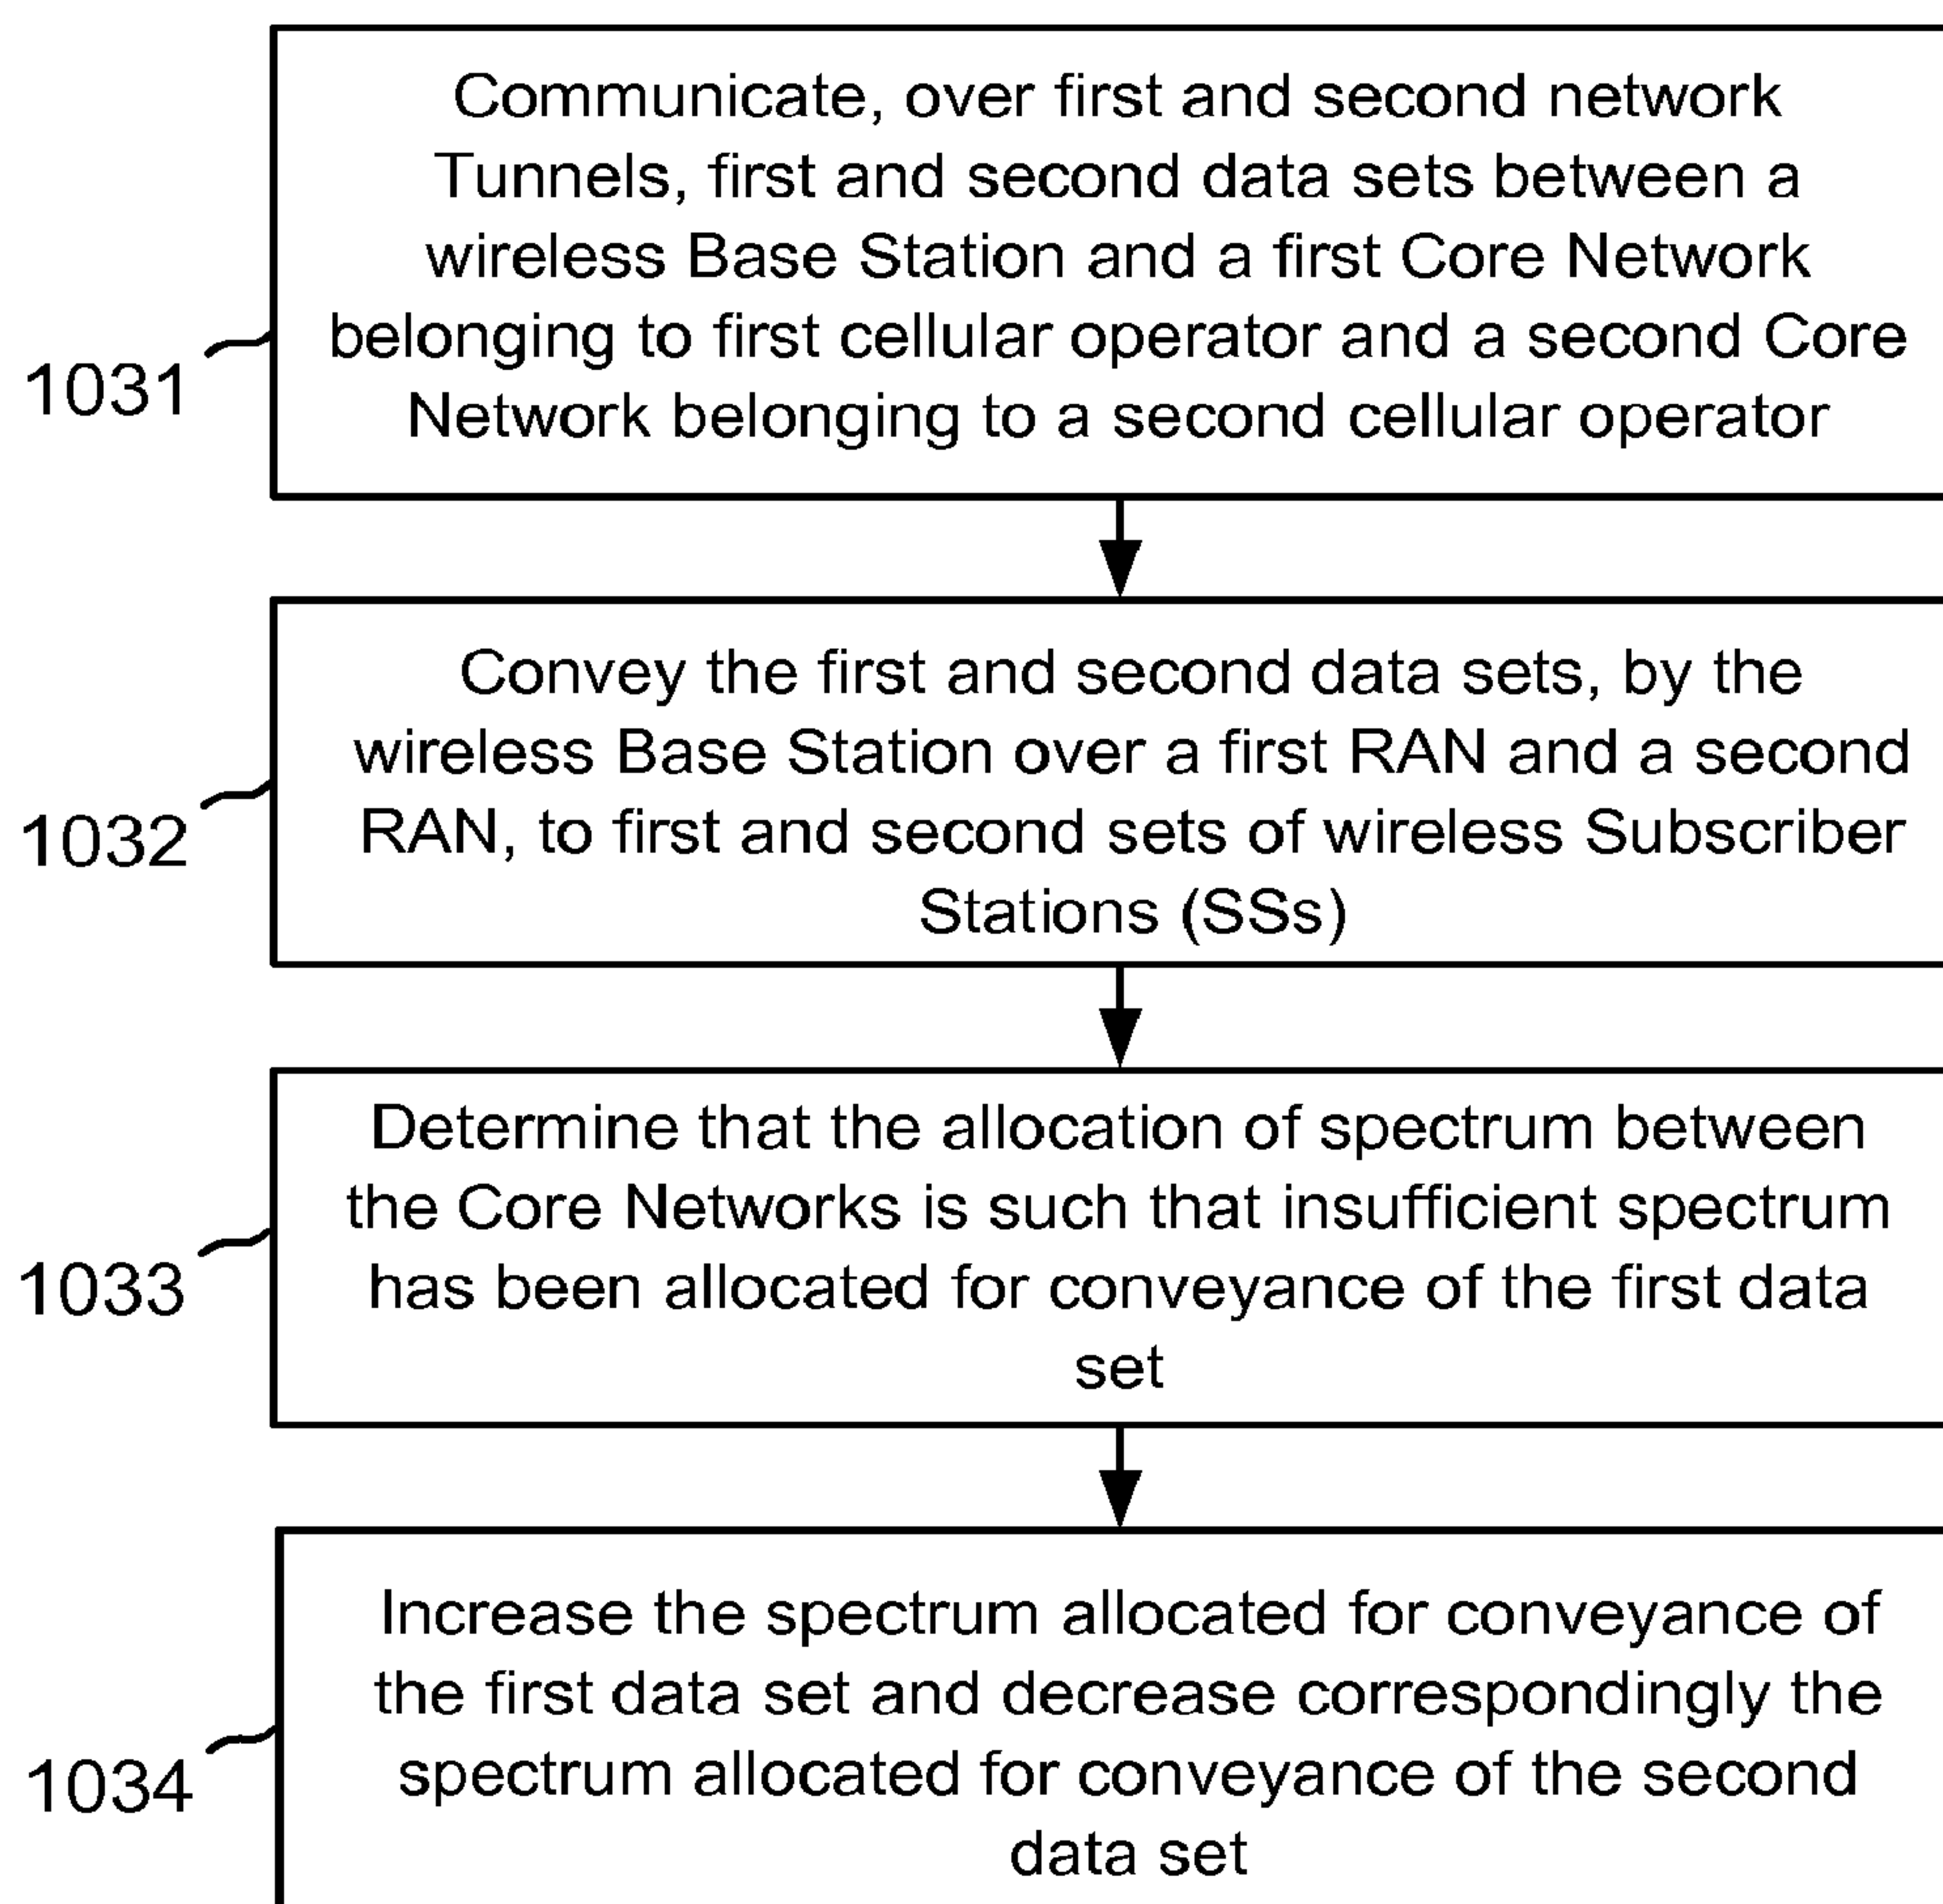 Communicate, over first and second network
Tunnels, first and second data sets between a
wireless Base Station and a first Core Network
belonging to first cellular operator and a second Core
Network belonging to a second cellular operator
1031
Convey the first and second data sets, by the
wireless Base Station over a first RAN and a second
RAN, to first and second sets of wireless Subscriber
Stations (SSs)
1032
Determine that the allocation of spectrum between
the Core Networks is such that insufficient spectrum
has been allocated for conveyance of the first data
set
1033
Increase the spectrum allocated for conveyance of
the first data set and decrease correspondingly the
spectrum allocated for conveyance of the second
data set
1034